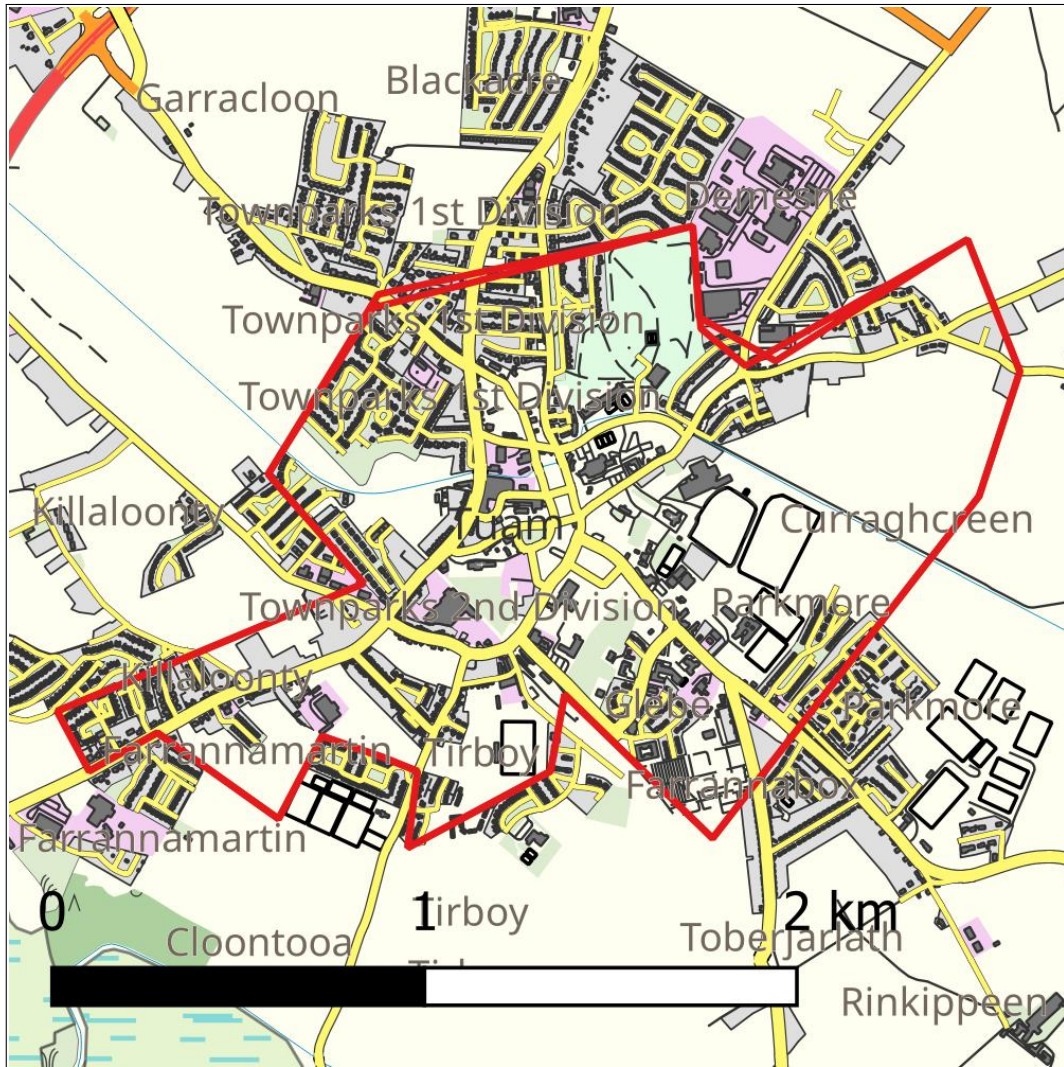 Blackacre
Garracloon
Demesne
Townparks 1st Division
Townparks 1st Division
Townparks 1st Division
Killaloonty
Tuam
Curraghcreen
Townparks 2nd Division
Parkmore
Killaloonty
Glebe
Parkmore
Farrannamartin
Tirboy
Farrannabox
Farrannamartin
0 1 2 km
Tirboy
Cloontooa
Toberjarlath
Rinkippeen